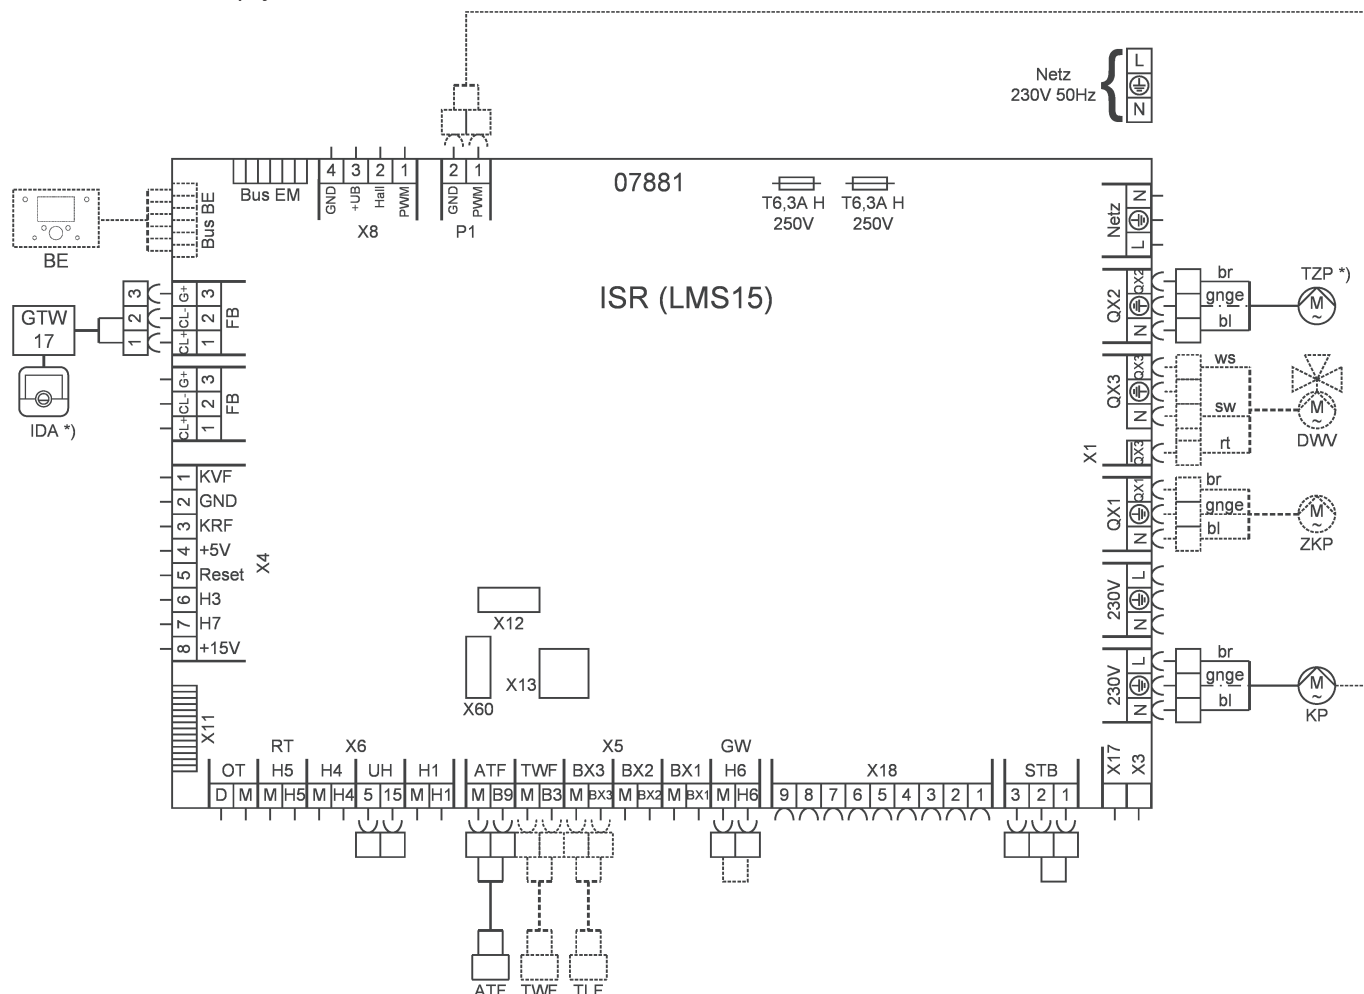 L
Netz
230V 50Hz
N
4 3 2 1
GND +UB Hall PWM
X8
2 1
GND PWM
P1
Bus EM
07881
T6,3A H
250V
T6,3A H
250V
Bus BE
BE
Netz
N
L
ISR (LMS15)
GTW
17
3
2
1
G+ 3
CL- 2
CL+ 1
FB
IDA *)
G+ 3
CL- 2
CL+ 1
FB
QX2
QX2
N
br
gnge
bl
TZP *)
M
~
QX3
QX3
N
QX3
ws
sw
rt
M
~
DWV
X1
QX1
QX1
N
br
gnge
bl
M
~
ZKP
230V
L
N
230V
L
N
br
gnge
bl
M
~
KP
1 KVF
2 GND
3 KRF
4 +5V
5 Reset
6 H3
7 H7
8 +15V
X4
X12
X13
X60
X11
X17
X3
RT X6 X5 GW
OT H5 H4 UH H1 ATF TWF BX3 BX2 BX1 H6 X18 STB
D M M H5 M H4 5 15 M H1 M B9 M B3 M BX3 M BX2 M BX1 M H6 9 8 7 6 5 4 3 2 1 3 2 1
ATF TWF TLF